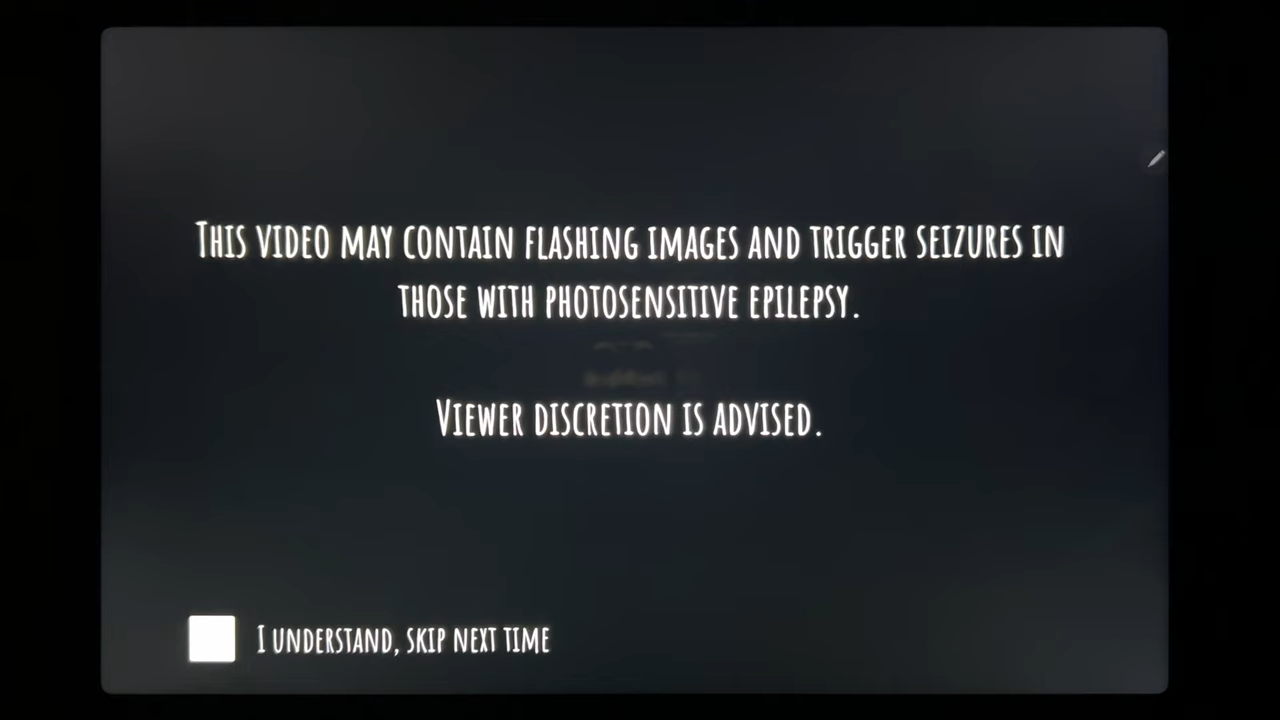 This video may contain flashing images and trigger seizures in
those with photosensitive epilepsy.
Viewer discretion is advised.
I understand, skip next time